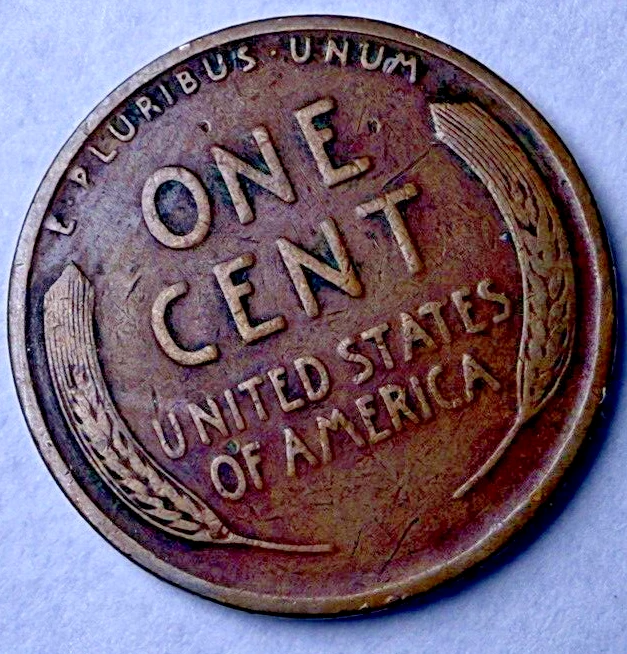 E · PLURIBUS · UNUM
ONE
CENT
UNITED STATES
OF AMERICA